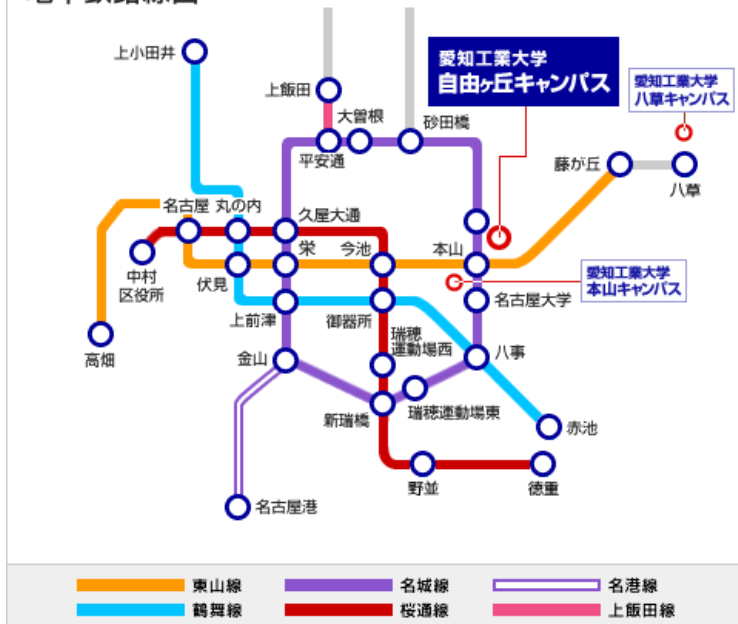 上小田井
愛知工業大学
自由ヶ丘キャンパス
愛知工業大学
八草キャンパス
上飯田
大曽根
砂田橋
平安通
藤が丘
八草
名古屋
丸の内
久屋大通
栄
今池
本山
中村
区役所
伏見
愛知工業大学
本山キャンパス
名古屋大学
上前津
御器所
瑞穂
運動場西
高畑
金山
八事
新瑞橋
瑞穂運動場東
赤池
野並
徳重
名古屋港
東山線
名城線
名港線
鶴舞線
桜通線
上飯田線